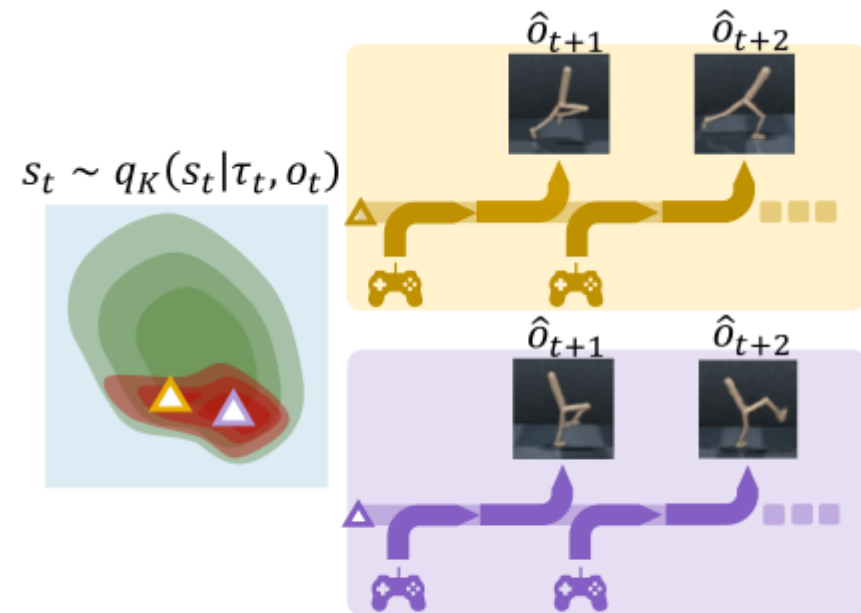 ô_{t+1}
ô_{t+2}
s_t ~ q_K(s_t|τ_t, o_t)
ô_{t+1}
ô_{t+2}